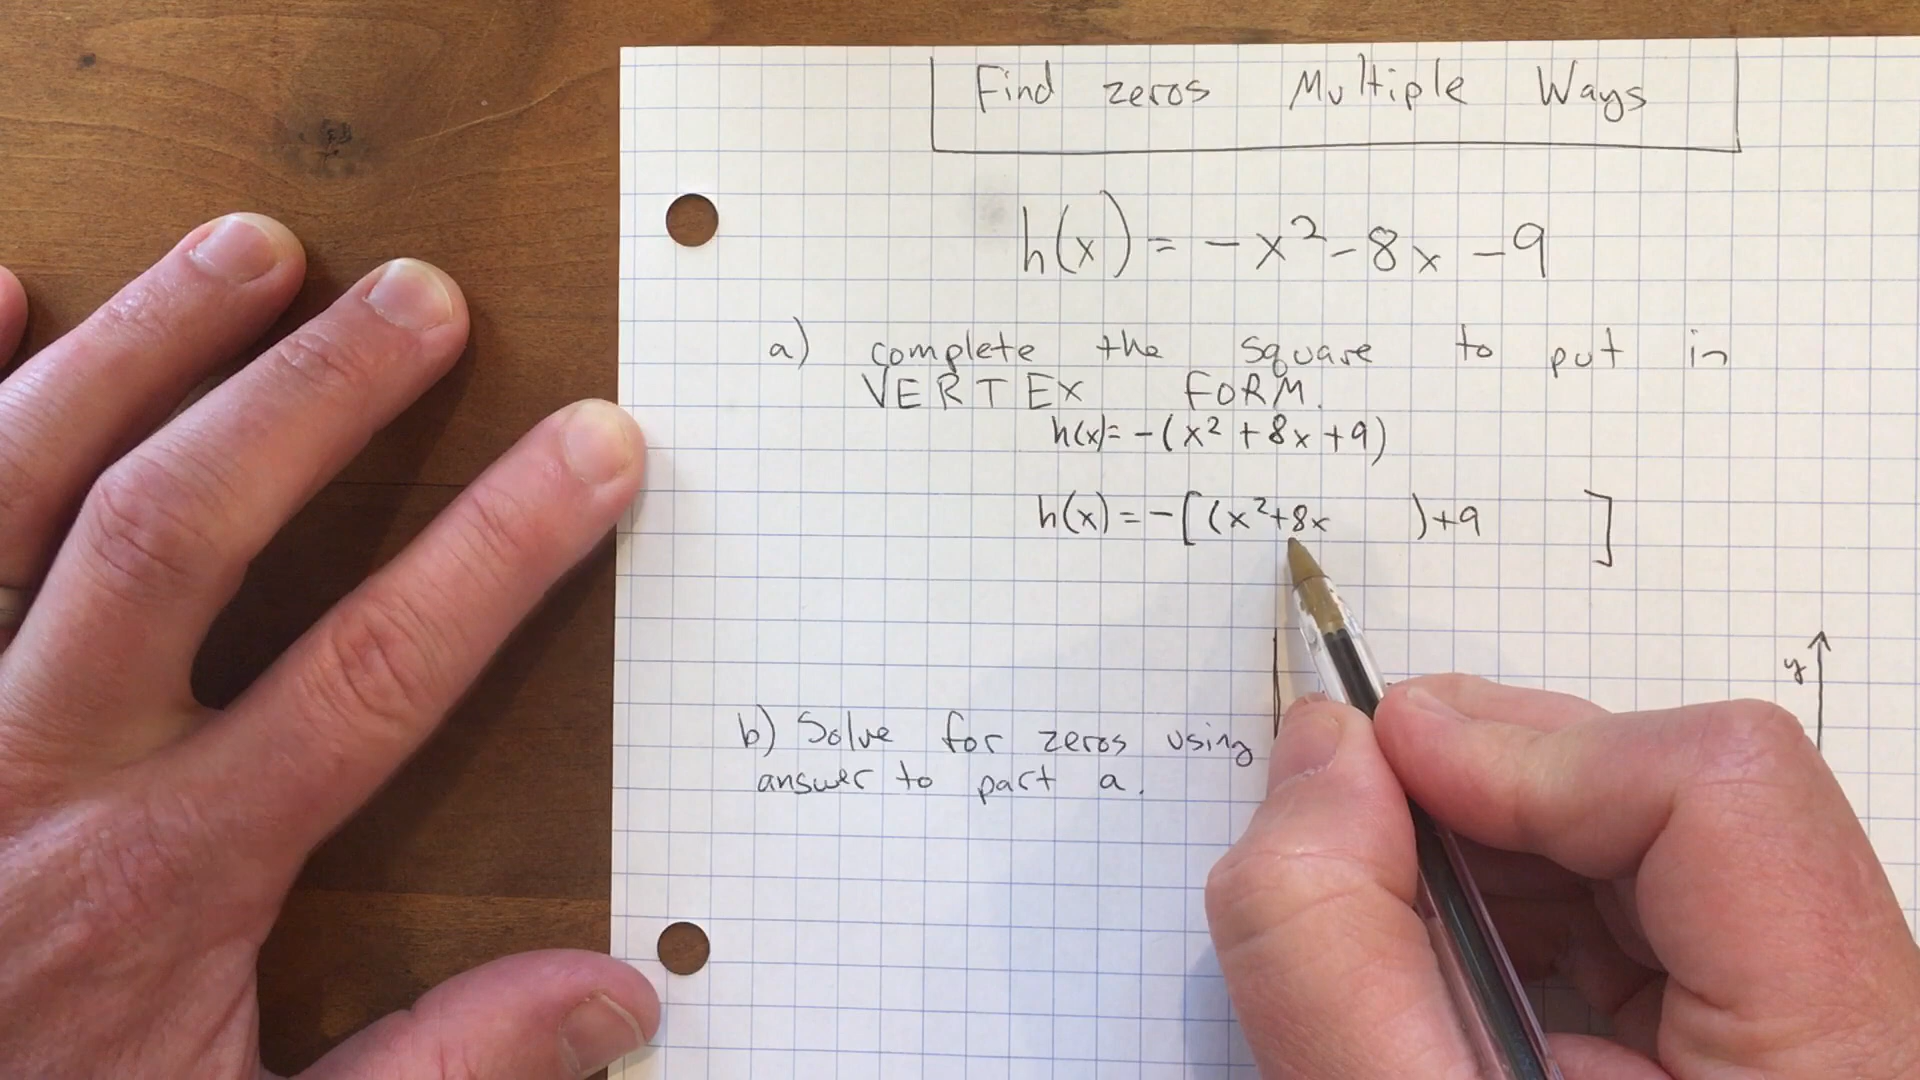 Find zeros Multiple Ways
h(x) = -x² - 8x - 9
a) complete the square to put in
VERTEX FORM.
h(x)= -(x² + 8x + 9)
h(x) = -[(x²+8x      )+9      ]
y
b) Solve for zeros using
answer to part a.